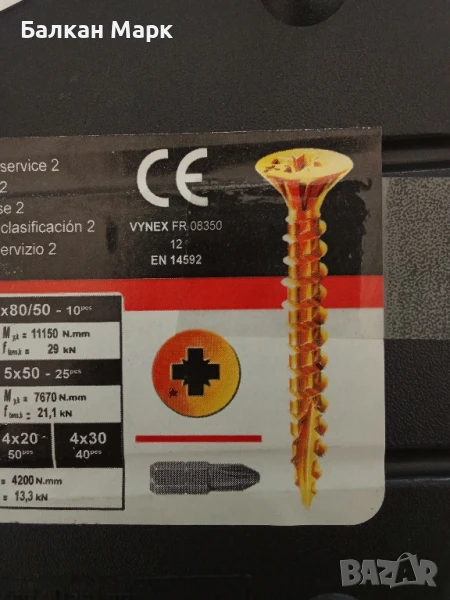 Балкан Марк
service 2
2
se 2
clasificación 2
ervizio 2
CE
VYNEX FR 08350
12
EN 14592
x80/50 - 10pcs
= 11150 N.mm
= 29 kN
5x50 - 25pcs
= 7670 N.mm
= 21,1 kN
4x20 - 4x30
50pcs 40pcs
= 4200 N.mm
= 13,3 kN
BAZAR